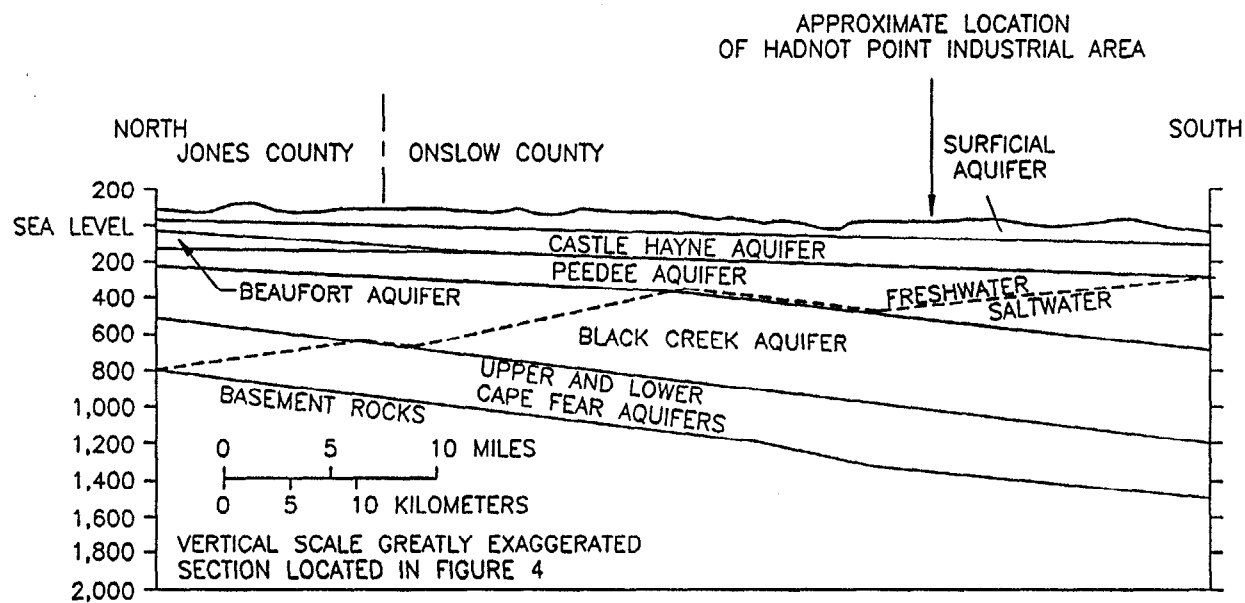 APPROXIMATE LOCATION
OF HADNOT POINT INDUSTRIAL AREA
NORTH
SOUTH
JONES COUNTY
ONSLOW COUNTY
SURFICIAL
AQUIFER
200
SEA LEVEL
200
400
600
800
1,000
1,200
1,400
1,600
1,800
2,000
CASTLE HAYNE AQUIFER
PEEDEE AQUIFER
BEAUFORT AQUIFER
FRESHWATER
SALTWATER
BLACK CREEK AQUIFER
UPPER AND LOWER
CAPE FEAR AQUIFERS
BASEMENT ROCKS
0 5 10 MILES
0 5 10 KILOMETERS
VERTICAL SCALE GREATLY EXAGGERATED
SECTION LOCATED IN FIGURE 4